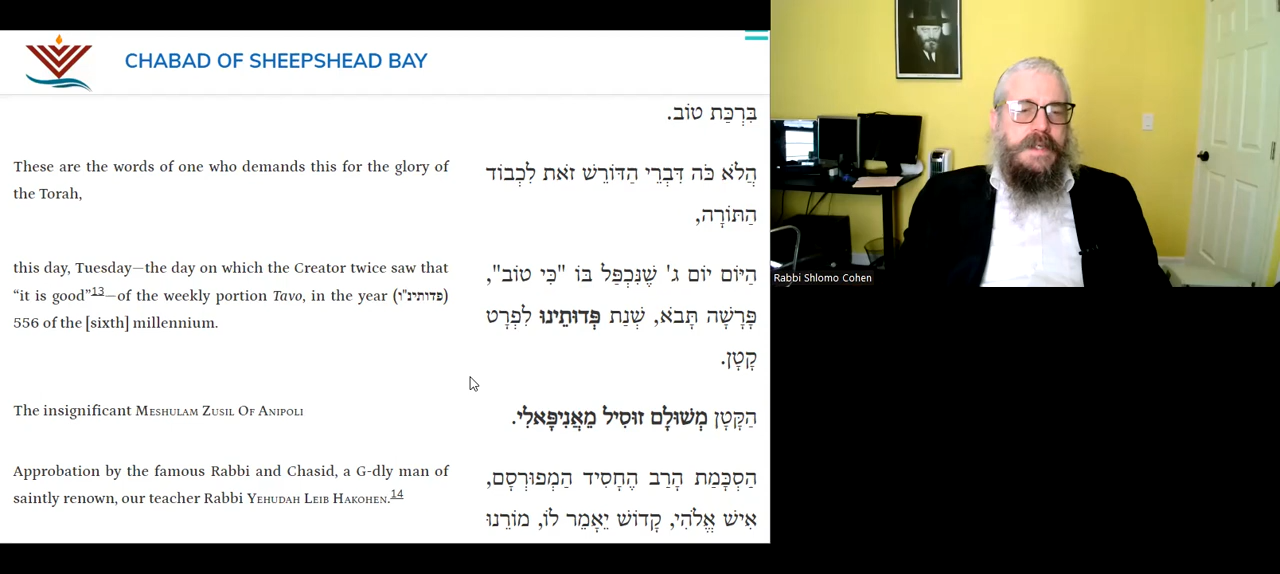 CHABAD OF SHEEPSHEAD BAY
בִּרְכַּת טוֹב.
These are the words of one who demands this for the glory of
the Torah,
הֲלֹא כֹּה דִּבְרֵי הַדּוֹרֵשׁ זֹאת לִכְבוֹד
הַתּוֹרָה,
this day, Tuesday—the day on which the Creator twice saw that
“it is good”13—of the weekly portion Tavo, in the year (פדותינ"ו)
556 of the [sixth] millennium.
הַיּוֹם יוֹם ג' שֶׁנִּכְפַּל בּוֹ "כִּי טוֹב",
פָּרָשָׁה תָּבֹא, שְׁנַת פְּדוּתֵינוּ לִפְרָט
קָטָן.
The insignificant Meshulam Zusil Of Anipoli
הַקָּטָן מְשׁוּלָם זוּסִיל מֵאֲנִיפָּאלִי.
Approbation by the famous Rabbi and Chasid, a G-dly man of
saintly renown, our teacher Rabbi Yehudah Leib Hakohen.14
הַסְכָּמַת הָרַב הֶחָסִיד הַמְפוּרְסָם,
אִישׁ אֱלֹהִי, קָדוֹשׁ יֵאָמֵר לוֹ, מוֹרֵנוּ
Rabbi Shlomo Cohen